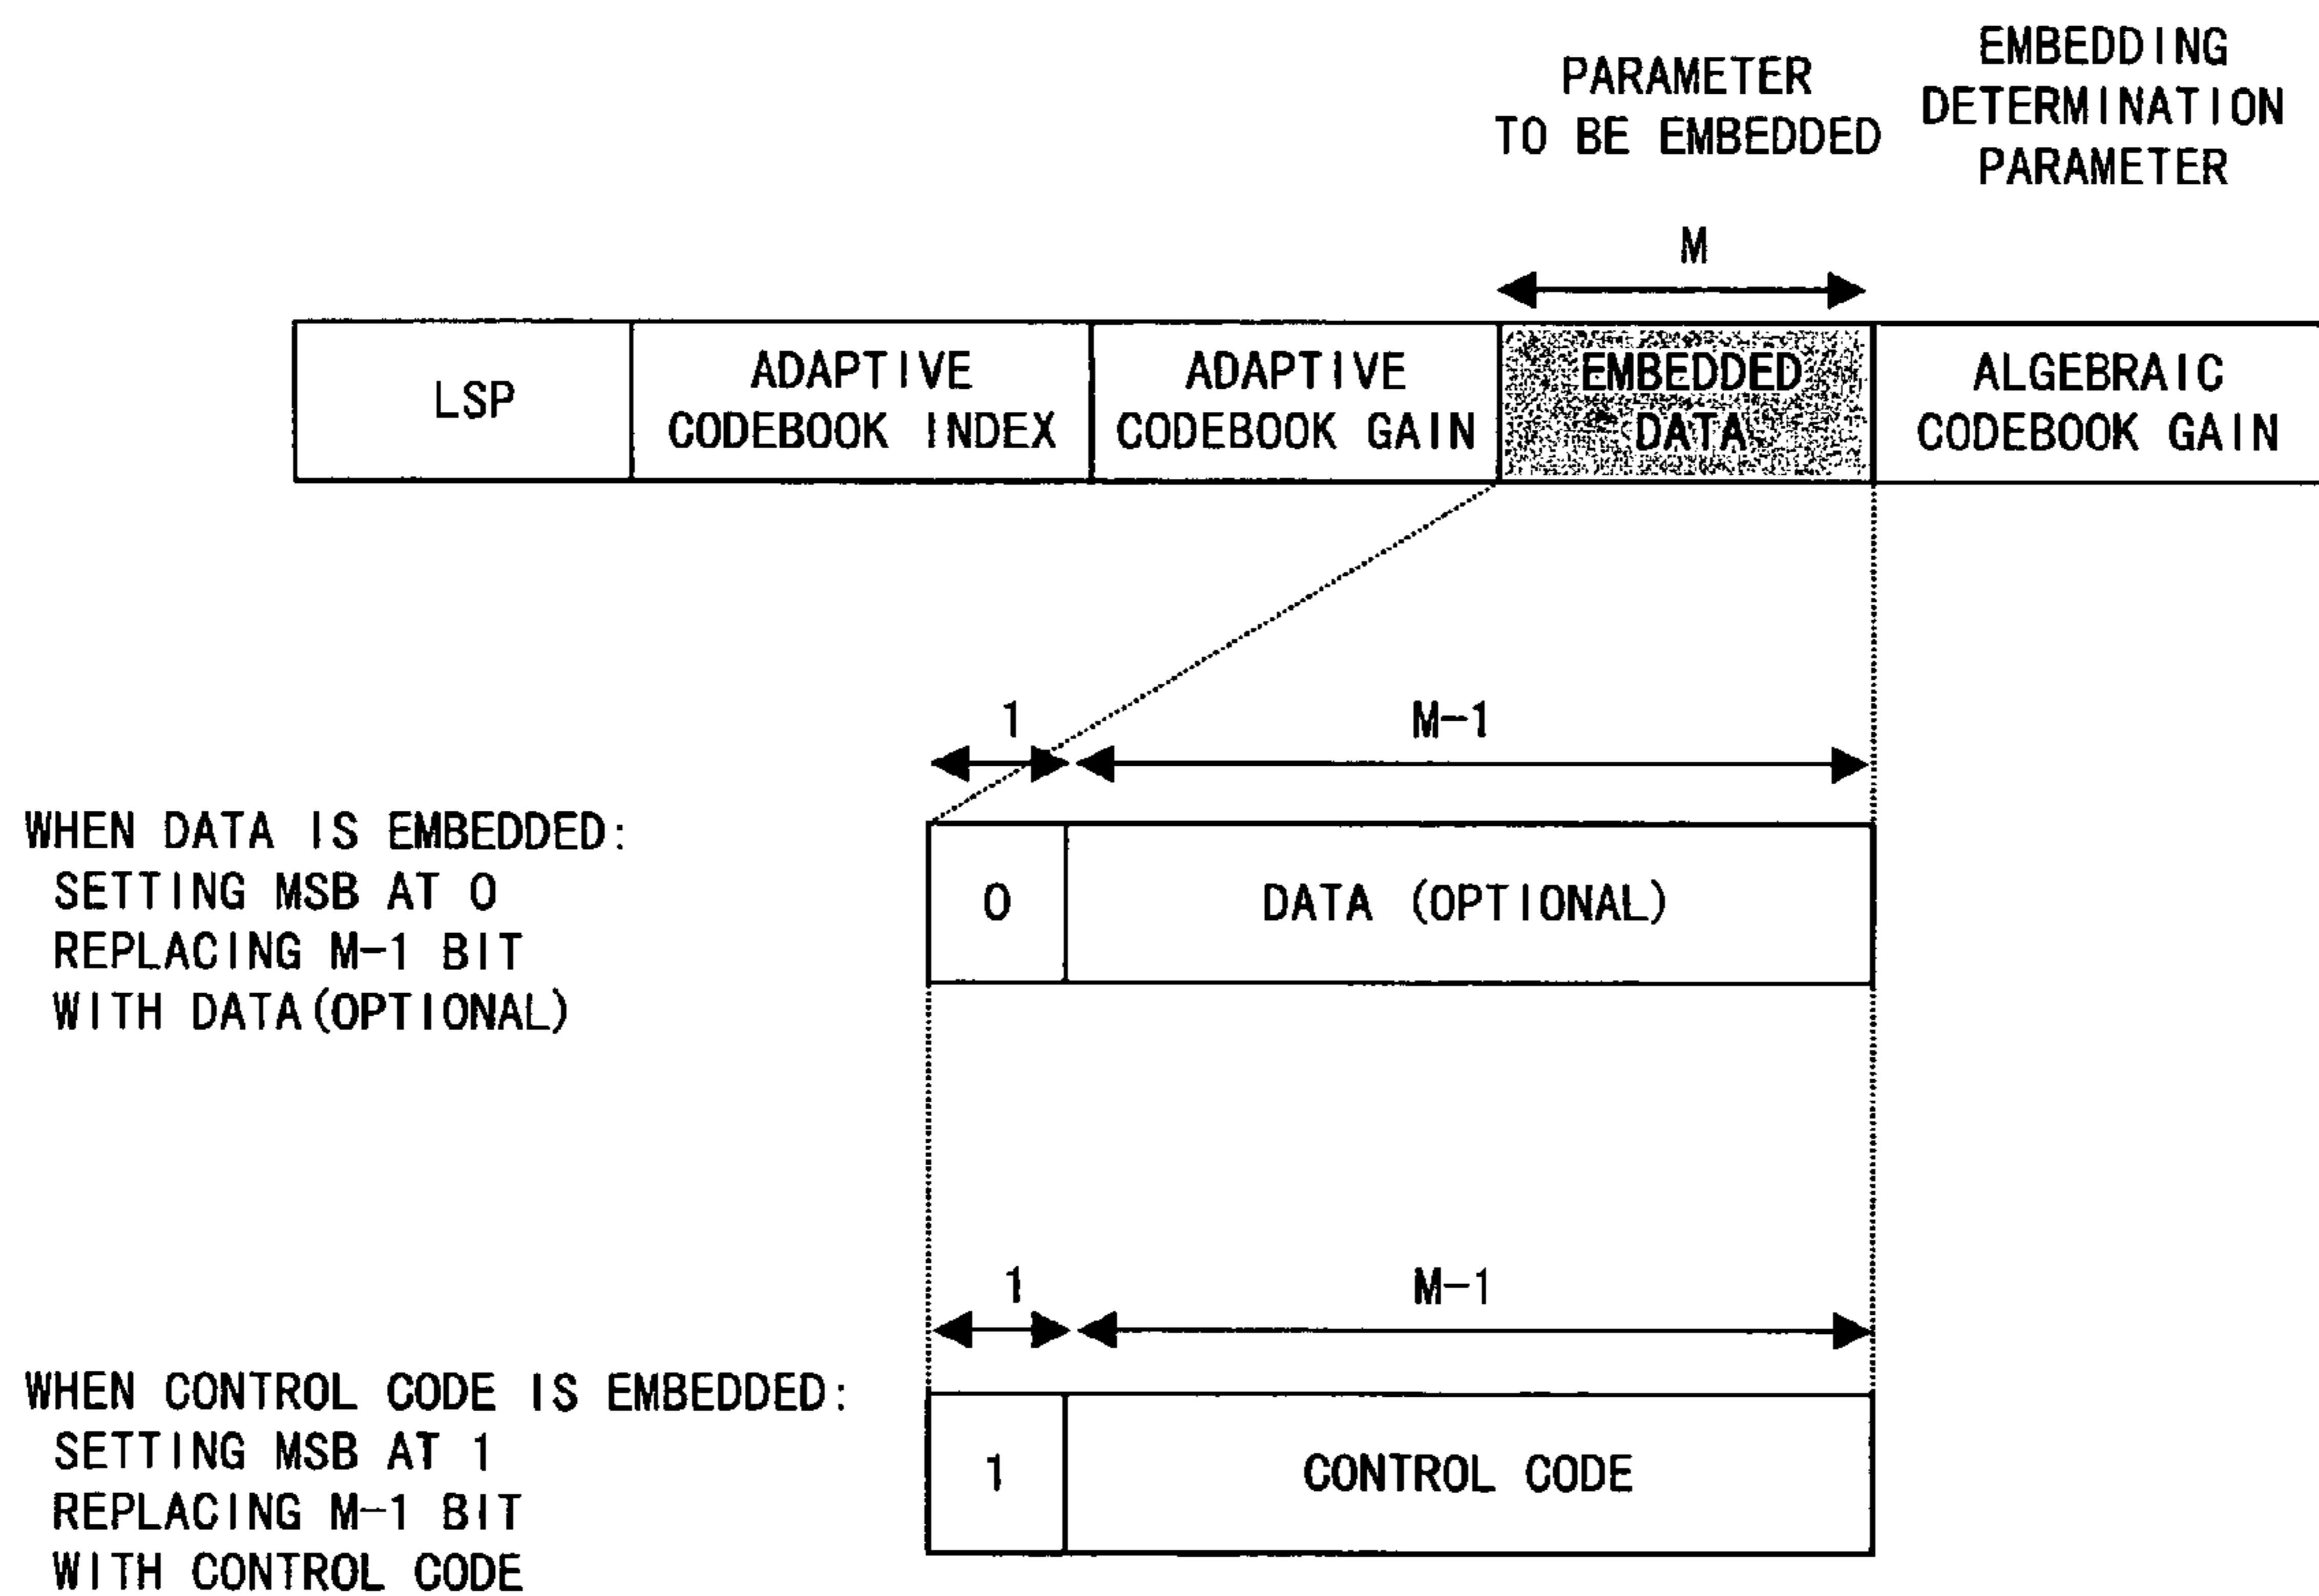 PARAMETER
TO BE EMBEDDED
EMBEDDING
DETERMINATION
PARAMETER
M
LSP
ADAPTIVE
CODEBOOK INDEX
ADAPTIVE
CODEBOOK GAIN
EMBEDDED
DATA
ALGEBRAIC
CODEBOOK GAIN
1
M-1
WHEN DATA IS EMBEDDED:
SETTING MSB AT 0
REPLACING M-1 BIT
WITH DATA(OPTIONAL)
0
DATA (OPTIONAL)
1
M-1
WHEN CONTROL CODE IS EMBEDDED:
SETTING MSB AT 1
REPLACING M-1 BIT
WITH CONTROL CODE
1
CONTROL CODE